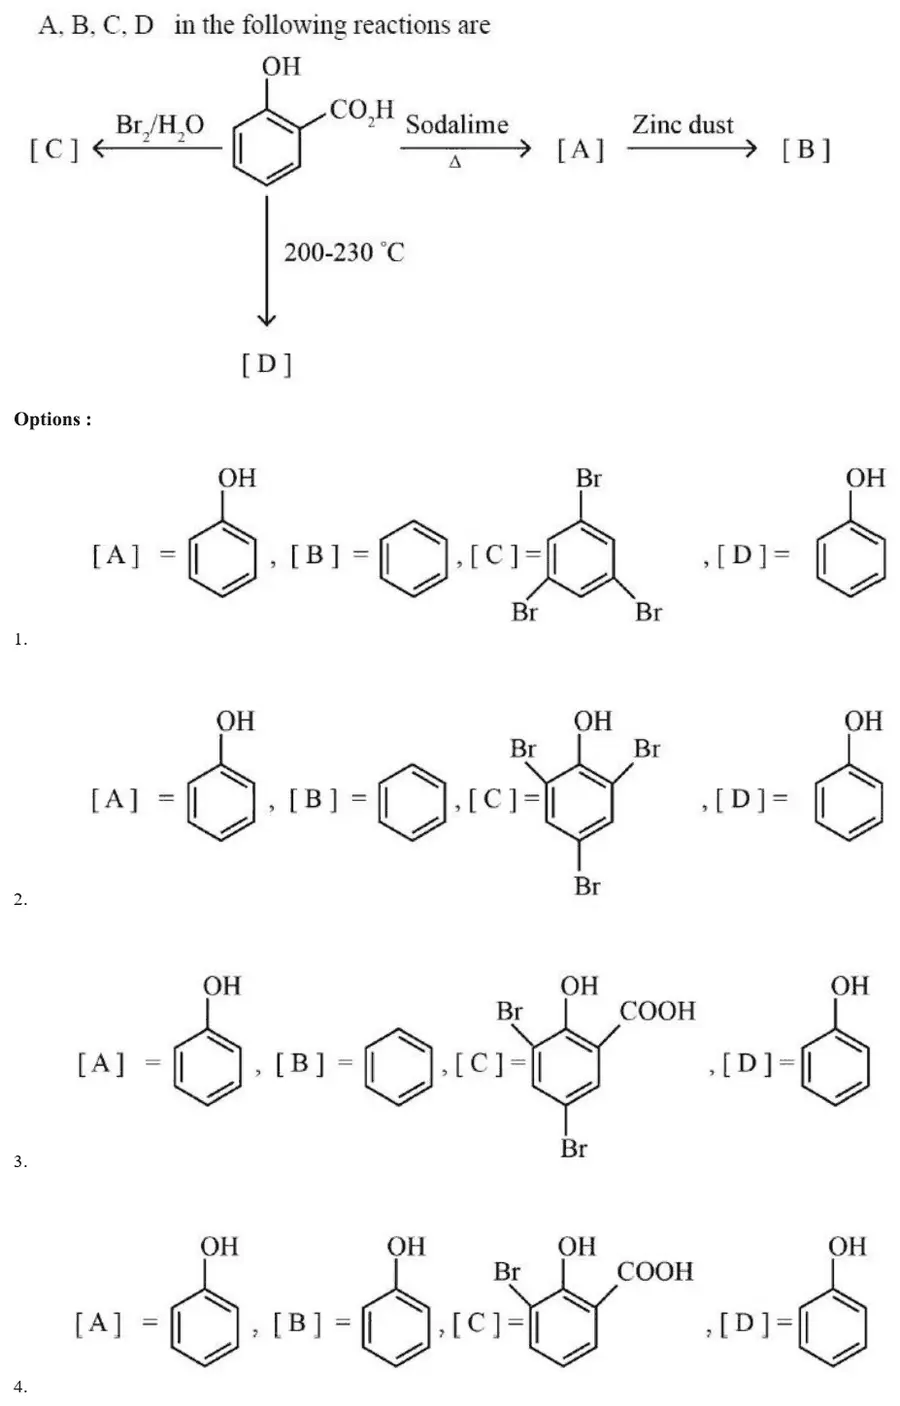 A, B, C, D in the following reactions are
OH
CO₂H
[ C ] Br₂/H₂O Sodalime Δ [ A ] Zinc dust [ B ]
200-230 °C
[ D ]
Options :
OH Br OH
[ A ] = , [ B ] = , [ C ]= , [ D ]=
Br Br
1.
OH OH OH
Br Br
[ A ] = , [ B ] = , [ C ]= , [ D ]=
Br
2.
OH OH OH
Br COOH
[ A ] = , [ B ] = , [ C ]= , [ D ]=
Br
3.
OH OH OH OH
Br COOH
[ A ] = , [ B ] = , [ C ]= , [ D ]=
4.